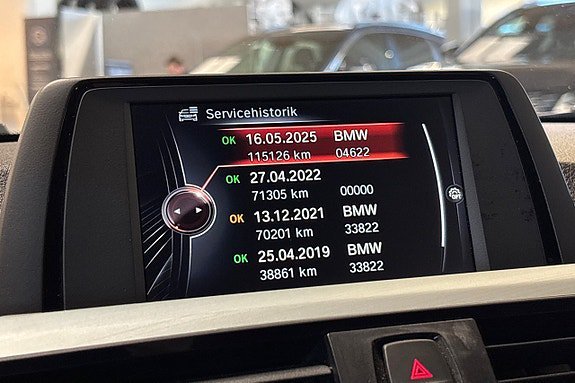 Servicehistorik
OK 16.05.2025 BMW
115126 km 04622
OK 27.04.2022
71305 km 00000
OK 13.12.2021 BMW
70201 km 33822
OK 25.04.2019 BMW
38861 km 33822